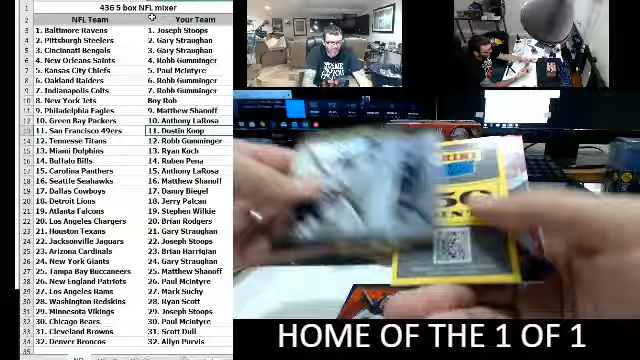 436 5 box NFL mixer
NFL Team Your Team
1. Baltimore Ravens 1. Joseph Stoops
2. Pittsburgh Steelers 2. Gary Straughan
3. Cincinnati Bengals 3. Gary Straughan
4. New Orleans Saints 4. Robb Gumminger
5. Kansas City Chiefs 5. Paul McIntyre
6. Oakland Raiders 6. Robb Gumminger
7. Indianapolis Colts 7. Robb Gumminger
8. New York Jets Boy Rob
9. Philadelphia Eagles 9. Matthew Shanoff
10. Green Bay Packers 10. Anthony LaRosa
11. San Francisco 49ers 11. Dustin Koop
12. Tennesse Titans 12. Robb Gumminger
13. Miami Dolphins 13. Ryan Koch
14. Buffalo Bills 14. Ruben Pena
15. Carolina Panthers 15. Anthony LaRosa
16. Seattle Seahawks 16. Matthew Shanoff
17. Dallas Cowboys 17. Danny Biegel
18. Detroit Lions 18. Jerry Palcan
19. Atlanta Falcons 19. Stephen Wilkie
20. Los Angeles Chargers 20. Brian Rodgers
21. Houston Texans 21. Gary Straughan
22. Jacksonville Jaguars 22. Joseph Stoops
23. Arizona Cardinals 23. Brian Harrigian
24. New York Giants 24. Gary Straughan
25. Tampa Bay Buccaneers 25. Matthew Shanoff
26. New England Patriots 26. Paul McIntyre
27. Los Angeles Rams 27. Mark Suchy
28. Washington Redskins 28. Ryan Scott
29. Minnesota Vikings 29. Joseph Stoops
30. Chicago Bears 30. Paul McIntyre
31. Cleveland Browns 31. Scott Dull
32. Denver Broncos 32. Allyn Purvis
HOME OF THE 1 OF 1